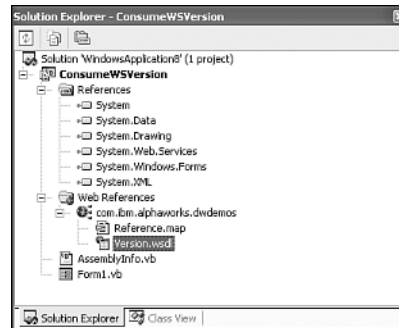 Solution Explorer - ConsumeWSVersion
Solution 'WindowsApplication8' (1 project)
ConsumeWSVersion
References
System
System.Data
System.Drawing
System.Web.Services
System.Windows.Forms
System.XML
Web References
com.ibm.alphaworks.dwdemos
Reference.map
Version.wsdl
AssemblyInfo.vb
Form1.vb
Solution Explorer Class View